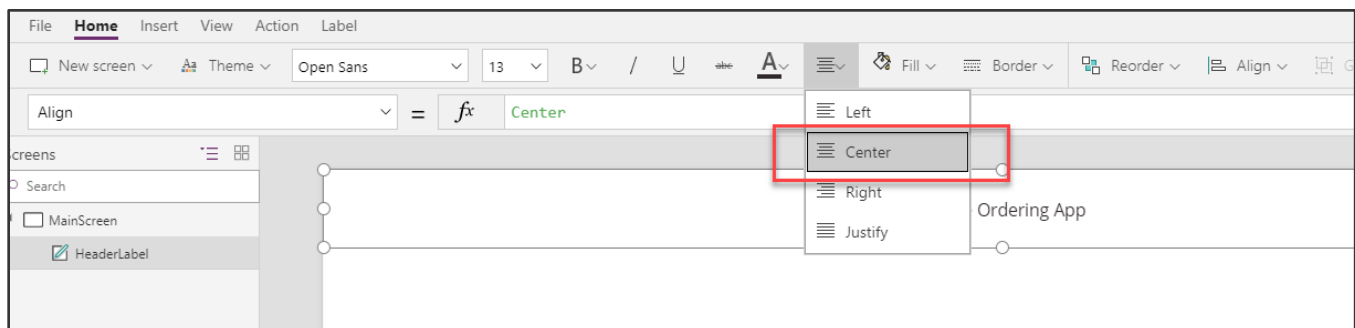 File Home Insert View Action Label
New screen Aa Theme Open Sans 13 B / U abc A Fill Border Reorder Align G
Align = fx Center
creens
Search
MainScreen
HeaderLabel
Left
Center
Right
Justify
Ordering App